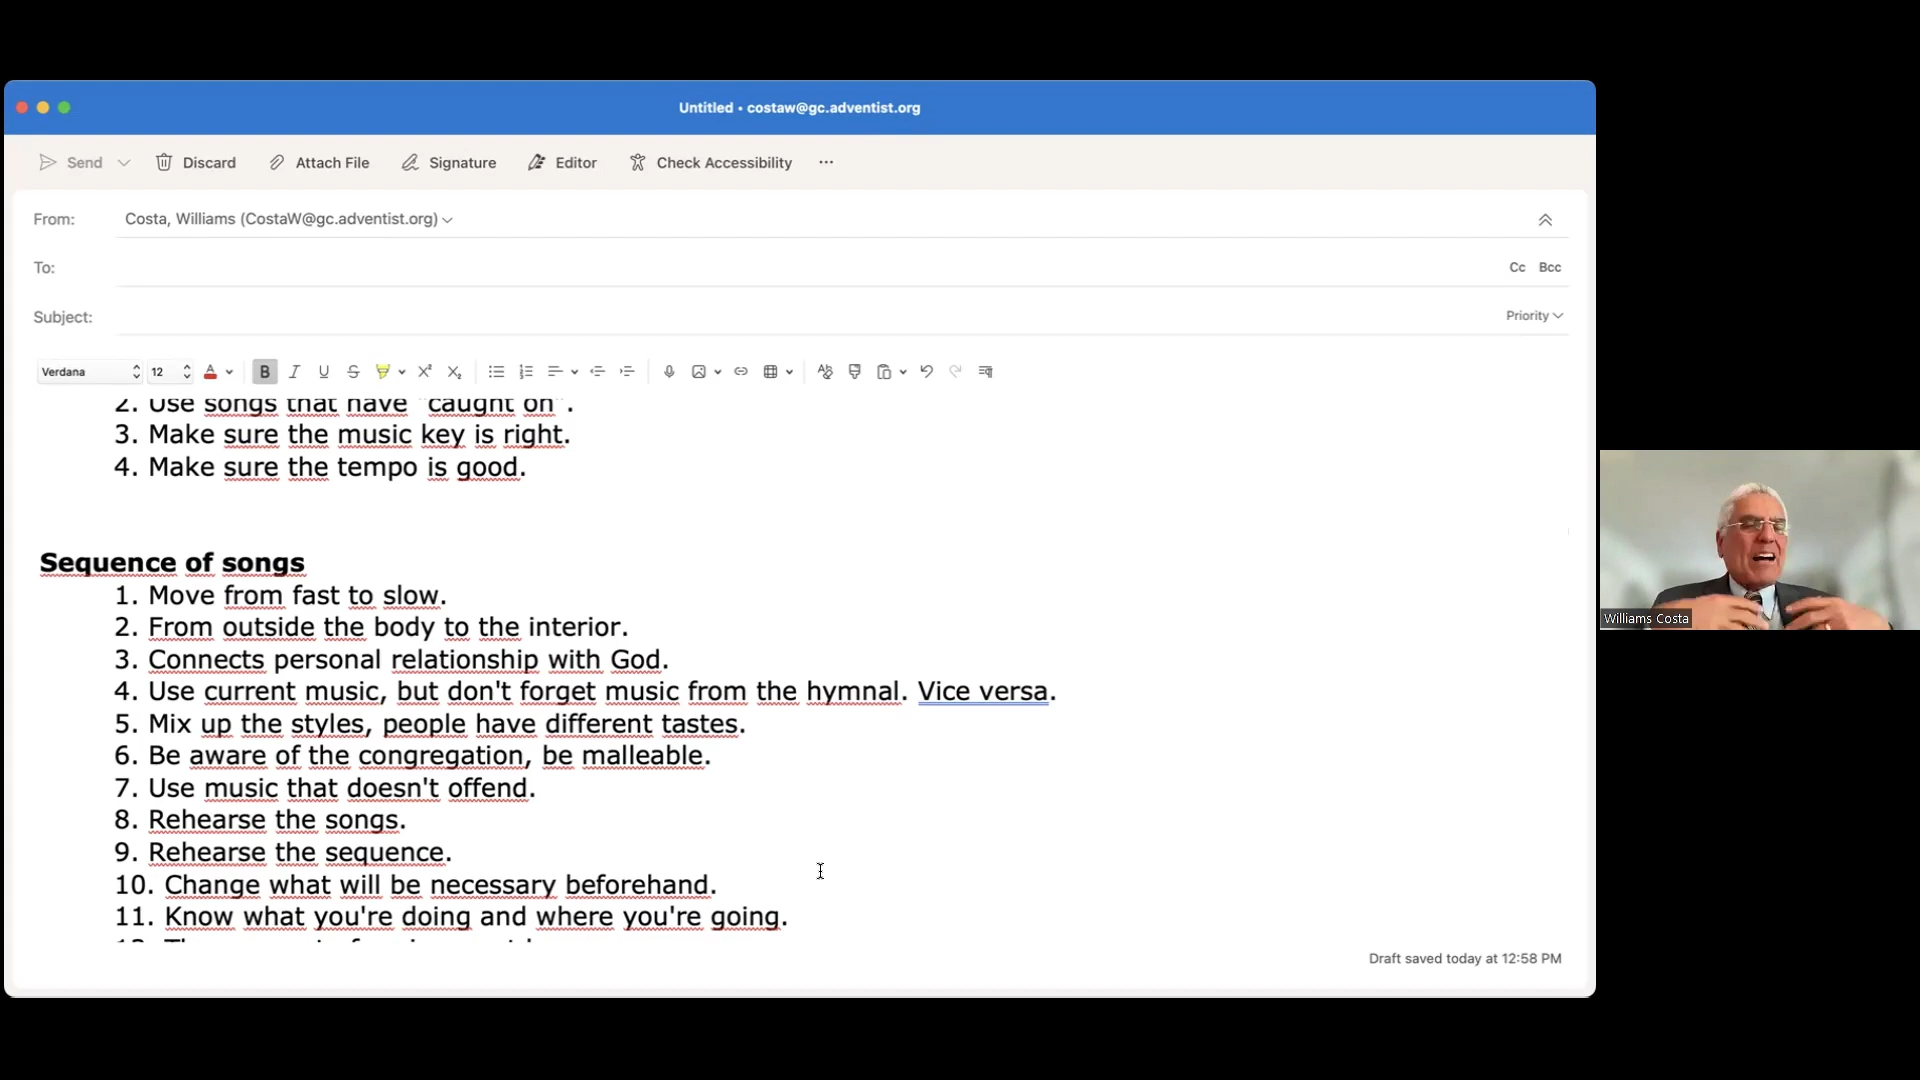 Untitled • costaw@gc.adventist.org
Send Discard Attach File Signature Editor Check Accessibility
From: Costa, Williams (CostaW@gc.adventist.org)
To: Cc Bcc
Subject: Priority
Verdana 12 A B I U S X² X₂
2. Use songs that have "caught on".
3. Make sure the music key is right.
4. Make sure the tempo is good.
Sequence of songs
1. Move from fast to slow.
2. From outside the body to the interior.
3. Connects personal relationship with God.
4. Use current music, but don't forget music from the hymnal. Vice versa.
5. Mix up the styles, people have different tastes.
6. Be aware of the congregation, be malleable.
7. Use music that doesn't offend.
8. Rehearse the songs.
9. Rehearse the sequence.
10. Change what will be necessary beforehand.
11. Know what you're doing and where you're going.
Draft saved today at 12:58 PM
Williams Costa